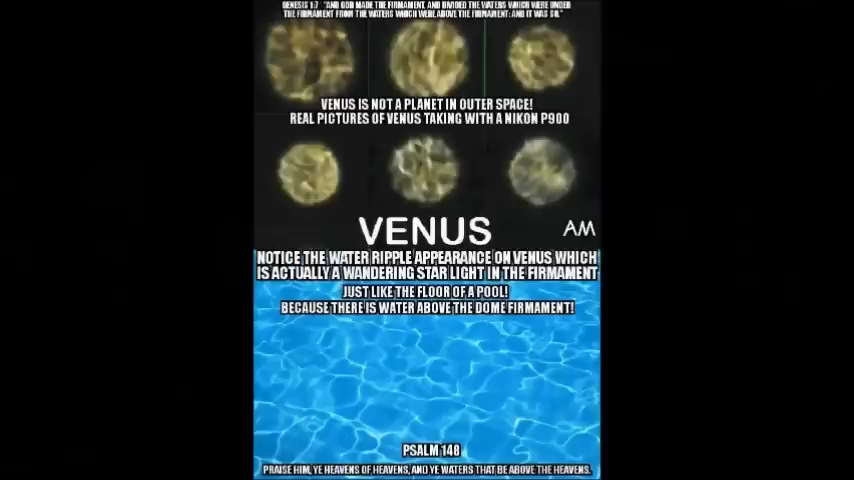 GENESIS 1:7 "AND GOD MADE THE FIRMAMENT, AND DIVIDED THE WATERS WHICH WERE UNDER
THE FIRMAMENT FROM THE WATERS WHICH WERE ABOVE THE FIRMAMENT: AND IT WAS SO."
VENUS IS NOT A PLANET IN OUTER SPACE!
REAL PICTURES OF VENUS TAKING WITH A NIKON P900
VENUS
AM
NOTICE THE WATER RIPPLE APPEARANCE ON VENUS WHICH
IS ACTUALLY A WANDERING STAR LIGHT IN THE FIRMAMENT
JUST LIKE THE FLOOR OF A POOL!
BECAUSE THERE IS WATER ABOVE THE DOME FIRMAMENT!
PSALM 148
PRAISE HIM, YE HEAVENS OF HEAVENS, AND YE WATERS THAT BE ABOVE THE HEAVENS.